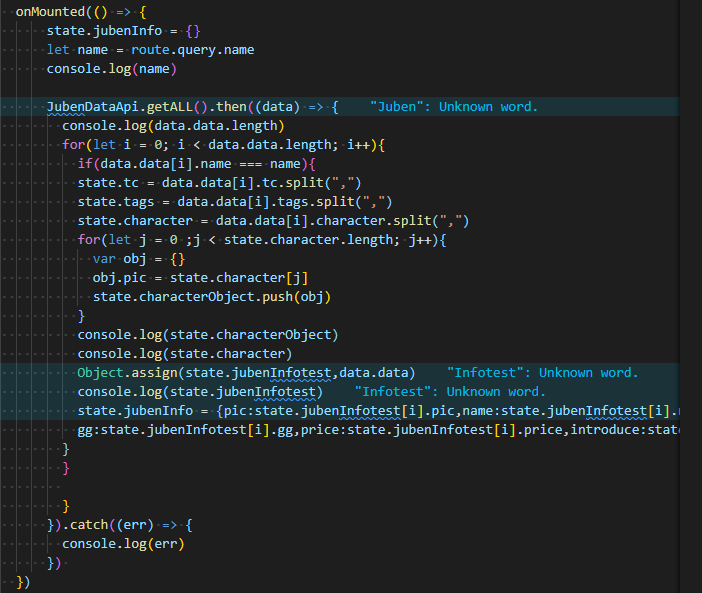 onMounted(() => {
state.jubenInfo = {}
let name = route.query.name
console.log(name)
JubenDataApi.getALL().then((data) => { "Juben": Unknown word.
console.log(data.data.length)
for(let i = 0; i < data.data.length; i++){
if(data.data[i].name === name){
state.tc = data.data[i].tc.split(",")
state.tags = data.data[i].tags.split(",")
state.character = data.data[i].character.split(",")
for(let j = 0 ;j < state.character.length; j++){
var obj = {}
obj.pic = state.character[j]
state.characterObject.push(obj)
}
console.log(state.characterObject)
console.log(state.character)
Object.assign(state.jubenInfotest,data.data) "Infotest": Unknown word.
console.log(state.jubenInfotest) "Infotest": Unknown word.
state.jubenInfo = {pic:state.jubenInfotest[i].pic,name:state.jubenInfotest[i].
gg:state.jubenInfotest[i].gg,price:state.jubenInfotest[i].price,introduce:stat
}
}
}
}).catch((err) => {
console.log(err)
})
})